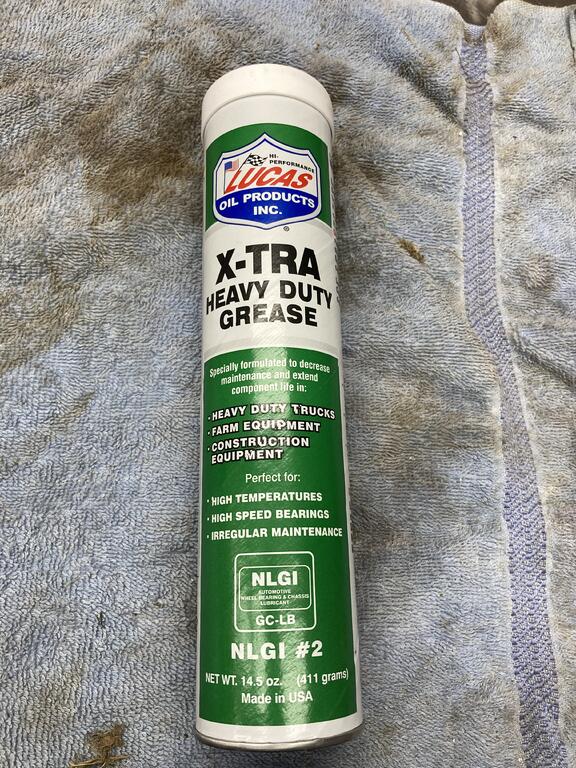 HI-
PERFORMANCE
LUCAS
OIL PRODUCTS
INC.
®
X-TRA
HEAVY DUTY
GREASE
Specially formulated to decrease
maintenance and extend
component life in:
• HEAVY DUTY TRUCKS
• FARM EQUIPMENT
• CONSTRUCTION
EQUIPMENT
Perfect for:
• HIGH TEMPERATURES
• HIGH SPEED BEARINGS
• IRREGULAR MAINTENANCE
NLGI
AUTOMOTIVE
WHEEL BEARING & CHASSIS
LUBRICANT
GC-LB
NLGI #2
NET WT. 14.5 oz. (411 grams)
Made in USA